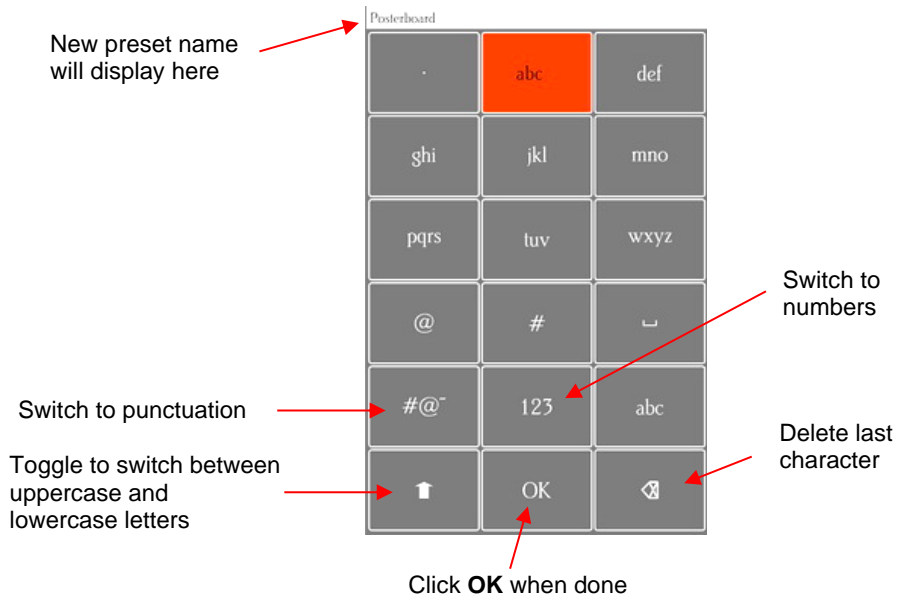 Posterboard
New preset name
will display here
. abc def
ghi jkl mno
pqrs tuv wxyz
Switch to
numbers
@ # ⌴
Switch to punctuation
#@¯ 123 abc
Delete last
character
Toggle to switch between
uppercase and
lowercase letters
OK
Click OK when done